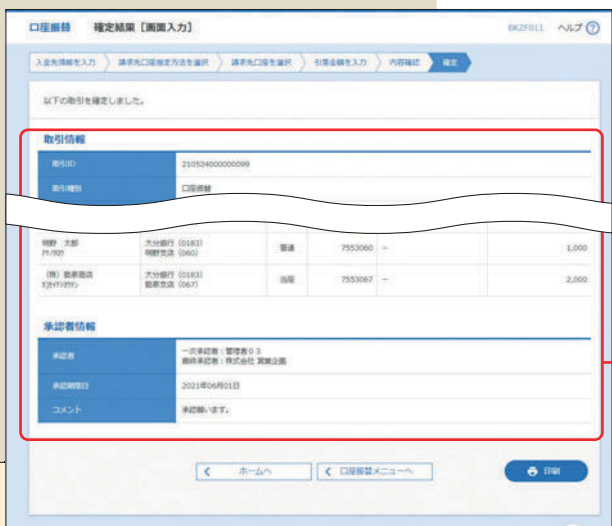 口座振替 確定結果［画面入力］ BKZF011 ヘルプ ?
入金先情報を入力 請求先口座指定方法を選択 請求先口座を選択 引落金額を入力 内容確認 確定
以下の取引を確定しました。
取引情報
取引ID 210524000000099
取引種別 口座振替
明野 太郎 大分銀行 (0183) 普通 7553060 － 1,000
明野支店 (060)
(株) 大分銀行 (0183) 当座 7553067 － 2,000
支店 (067)
承認者情報
承認者 一次承認者：管理者０３
最終承認者：株式会社 営業企画
承認期限日 2021年06月01日
コメント 承認願います。
ホームへ 口座振替メニューへ 印刷